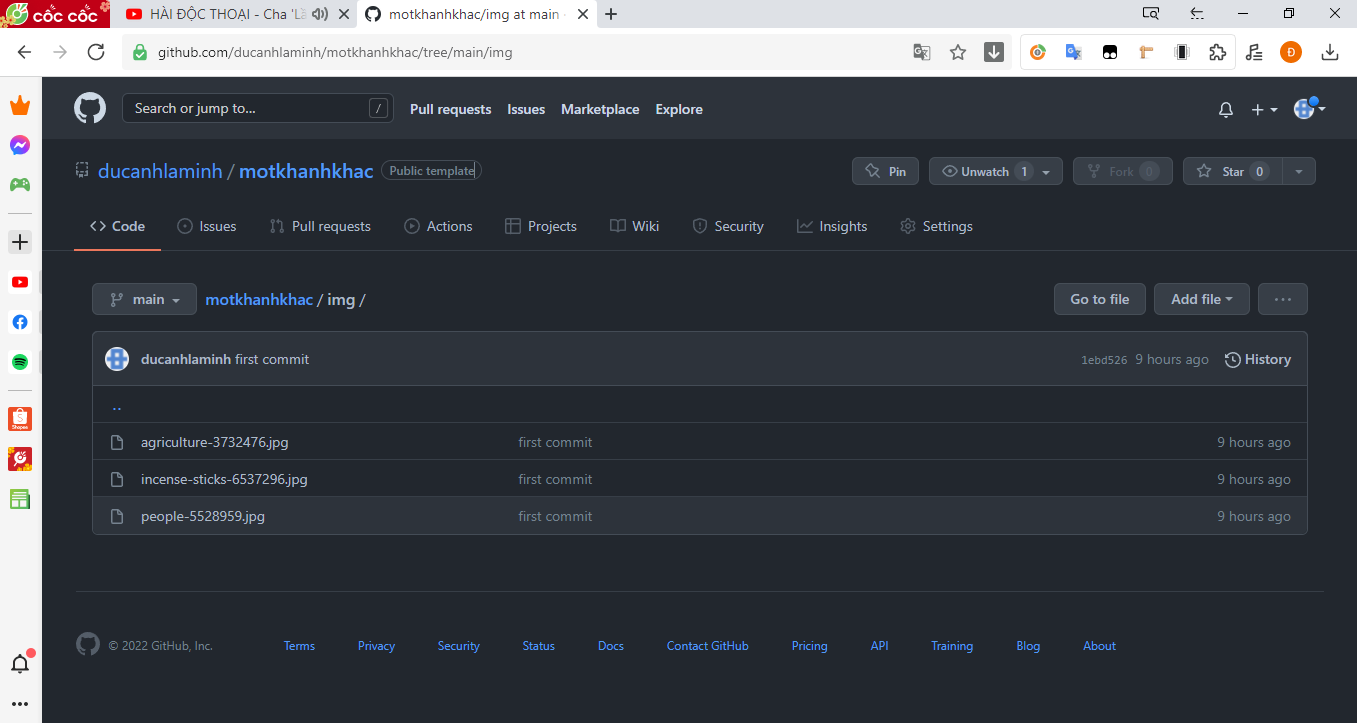 cốc cốc
HÀI ĐỘC THOẠI - Cha 'Lầ
motkhanhkhac/img at main ·
github.com/ducanhlaminh/motkhanhkhac/tree/main/img
Đ
Search or jump to...
/
Pull requests
Issues
Marketplace
Explore
ducanhlaminh / motkhanhkhac
Public template
Pin
Unwatch 1
Fork 0
Star 0
Code
Issues
Pull requests
Actions
Projects
Wiki
Security
Insights
Settings
main
motkhanhkhac / img /
Go to file
Add file
ducanhlaminh first commit
1ebd526 9 hours ago
History
..
agriculture-3732476.jpg first commit 9 hours ago
incense-sticks-6537296.jpg first commit 9 hours ago
people-5528959.jpg first commit 9 hours ago
© 2022 GitHub, Inc.
Terms
Privacy
Security
Status
Docs
Contact GitHub
Pricing
API
Training
Blog
About